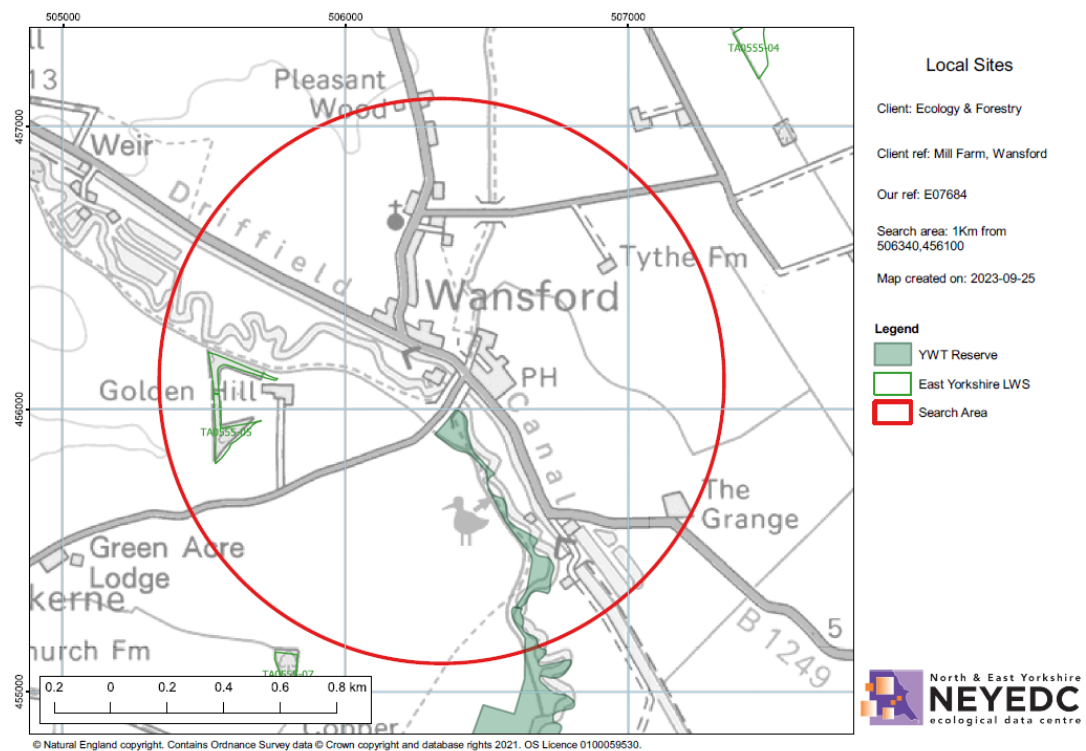 505000
506000
507000
457000
456000
455000
ll
13
Weir
Pleasant
Wood
TA0555-04
Driffield
Tythe Fm
Wansford
PH
Golden Hill
TA0555-05
Canal
The
Grange
Green Acre
Lodge
kerne
hurch Fm
B 1249
5
0.2 0 0.2 0.4 0.6 0.8 km
Local Sites
Client: Ecology & Forestry
Client ref: Mill Farm, Wansford
Our ref: E07684
Search area: 1Km from
506340,456100
Map created on: 2023-09-25
Legend
YWT Reserve
East Yorkshire LWS
Search Area
North & East Yorkshire
NEYEDC
ecological data centre
© Natural England copyright. Contains Ordnance Survey data © Crown copyright and database rights 2021. OS Licence 0100059530.